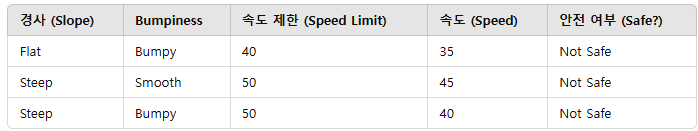 경사 (Slope) Bumpiness 속도 제한 (Speed Limit) 속도 (Speed) 안전 여부 (Safe?)
Flat Bumpy 40 35 Not Safe
Steep Smooth 50 45 Not Safe
Steep Bumpy 50 40 Not Safe